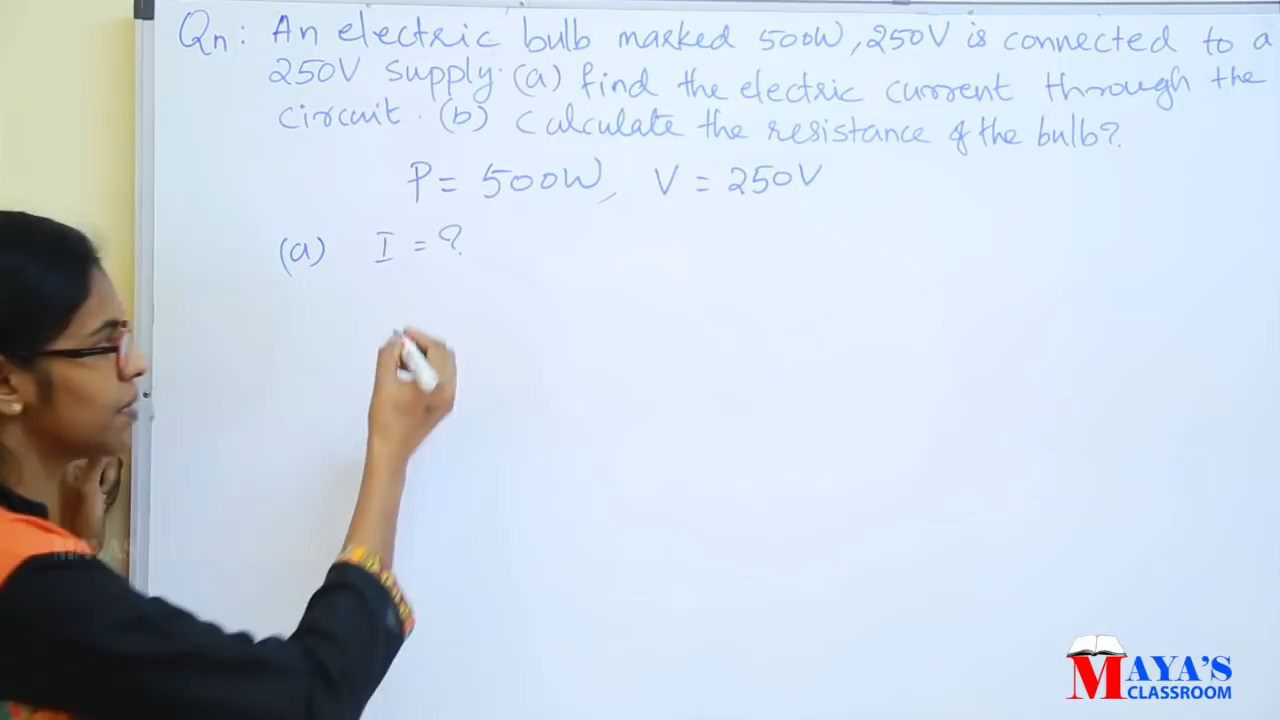 Qn: An electric bulb marked 500W, 250V is connected to a
250V supply. (a) find the electric current through the
circuit. (b) Calculate the resistance of the bulb?
P = 500W, V = 250V
(a) I = ?
MAYA'S
CLASSROOM